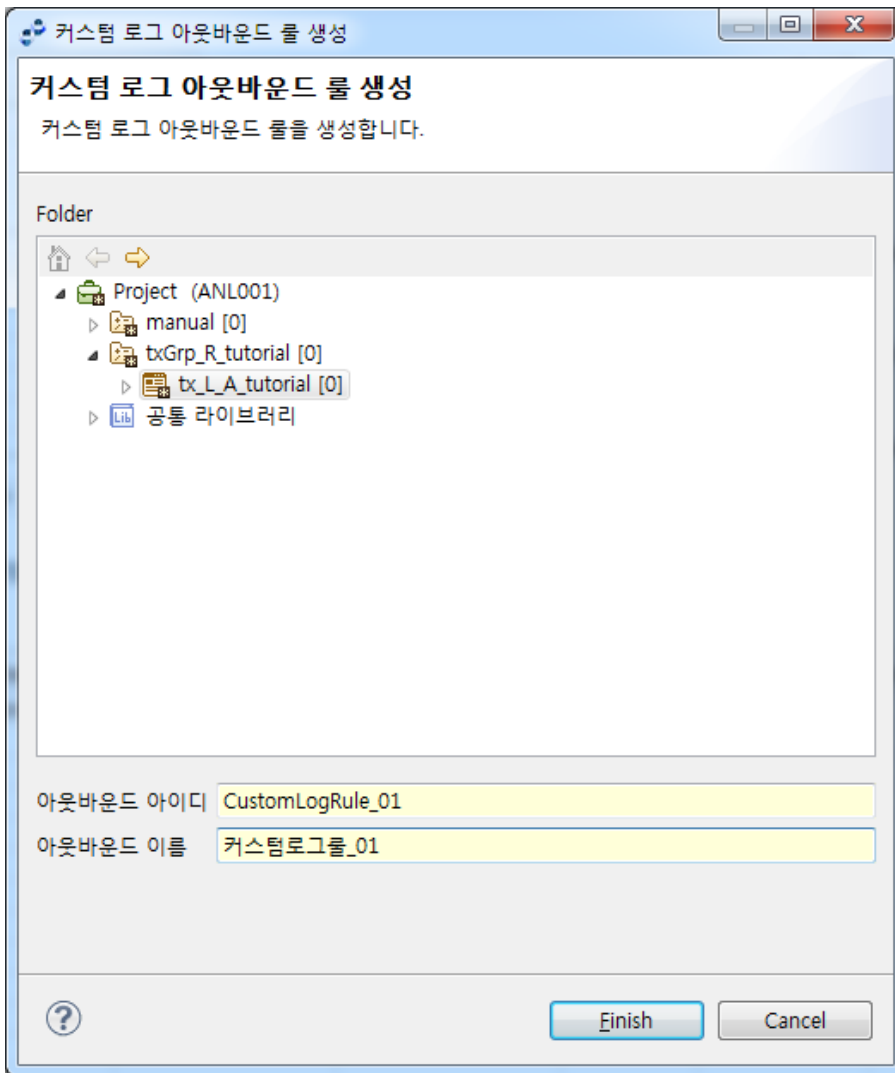 커스텀 로그 아웃바운드 룰 생성
커스텀 로그 아웃바운드 룰 생성
커스텀 로그 아웃바운드 룰을 생성합니다.
Folder
Project (ANL001)
manual [0]
txGrp_R_tutorial [0]
tx_L_A_tutorial [0]
Lib 공통 라이브러리
아웃바운드 아이디 CustomLogRule_01
아웃바운드 이름 커스텀로그룰_01
? Finish Cancel